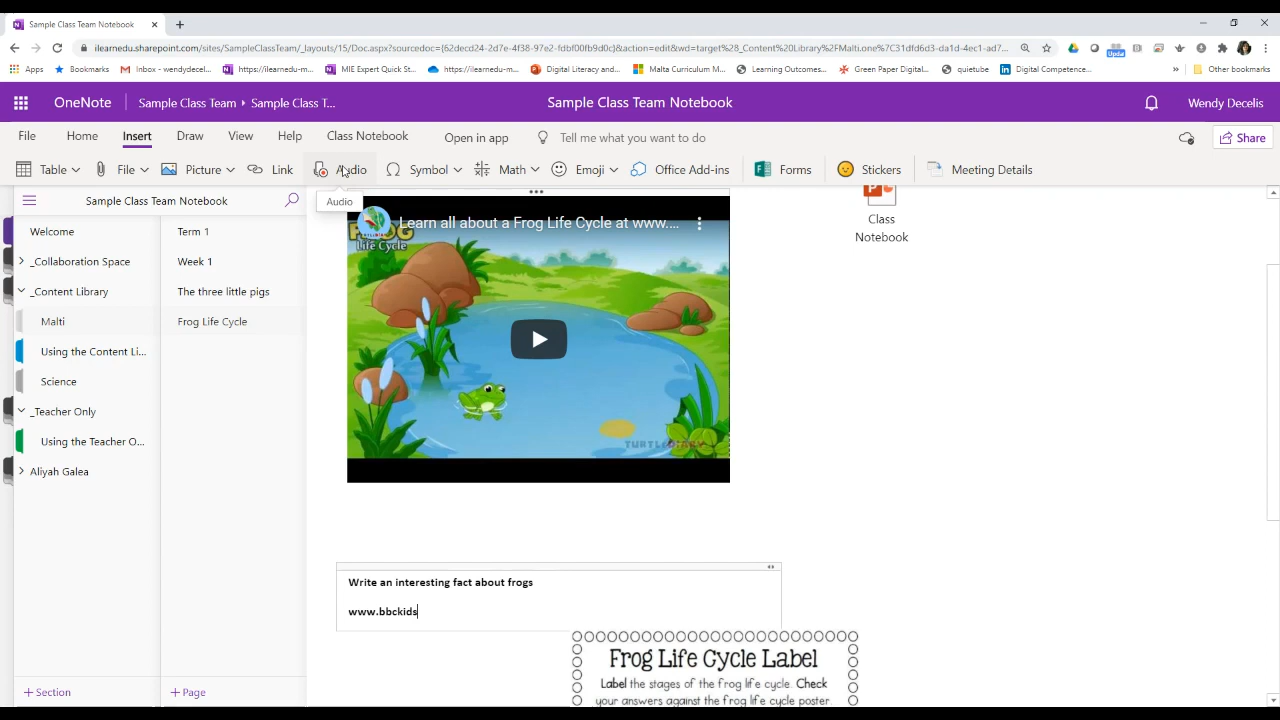 Sample Class Team Notebook
ilearnedu.sharepoint.com/sites/SampleClassTeam/_layouts/15/Doc.aspx?sourcedoc={62decd24-2d7e-4f38-97e2-fdbf00fb9d0c}&action=edit&wd=target%28_Content%20Library%2FMalti.one%7C31dfd6d3-da1d-4ec1-ad7...
Upda
Apps
Bookmarks
Inbox - wendydecel...
https://ilearnedu-m...
MIE Expert Quick St...
https://ilearnedu-m...
Digital Literacy and...
Malta Curriculum M...
Learning Outcomes...
Green Paper Digital...
quietube
Digital Competence...
»
Other bookmarks
OneNote
Sample Class Team
Sample Class T...
Sample Class Team Notebook
Wendy Decelis
File
Home
Insert
Draw
View
Help
Class Notebook
Open in app
Tell me what you want to do
Share
Table
File
Picture
Link
Audio
Symbol
Math
Emoji
Office Add-ins
Forms
Stickers
Meeting Details
Audio
Sample Class Team Notebook
Welcome
_Collaboration Space
_Content Library
Malti
Using the Content Li...
Science
_Teacher Only
Using the Teacher O...
Aliyah Galea
+ Section
Term 1
Week 1
The three little pigs
Frog Life Cycle
+ Page
Learn all about a Frog Life Cycle at www....
FROG
Life Cycle
TURTLEDIARY
Class
Notebook
Write an interesting fact about frogs
www.bbckids
Frog Life Cycle Label
Label the stages of the frog life cycle. Check
your answers against the frog life cycle poster.